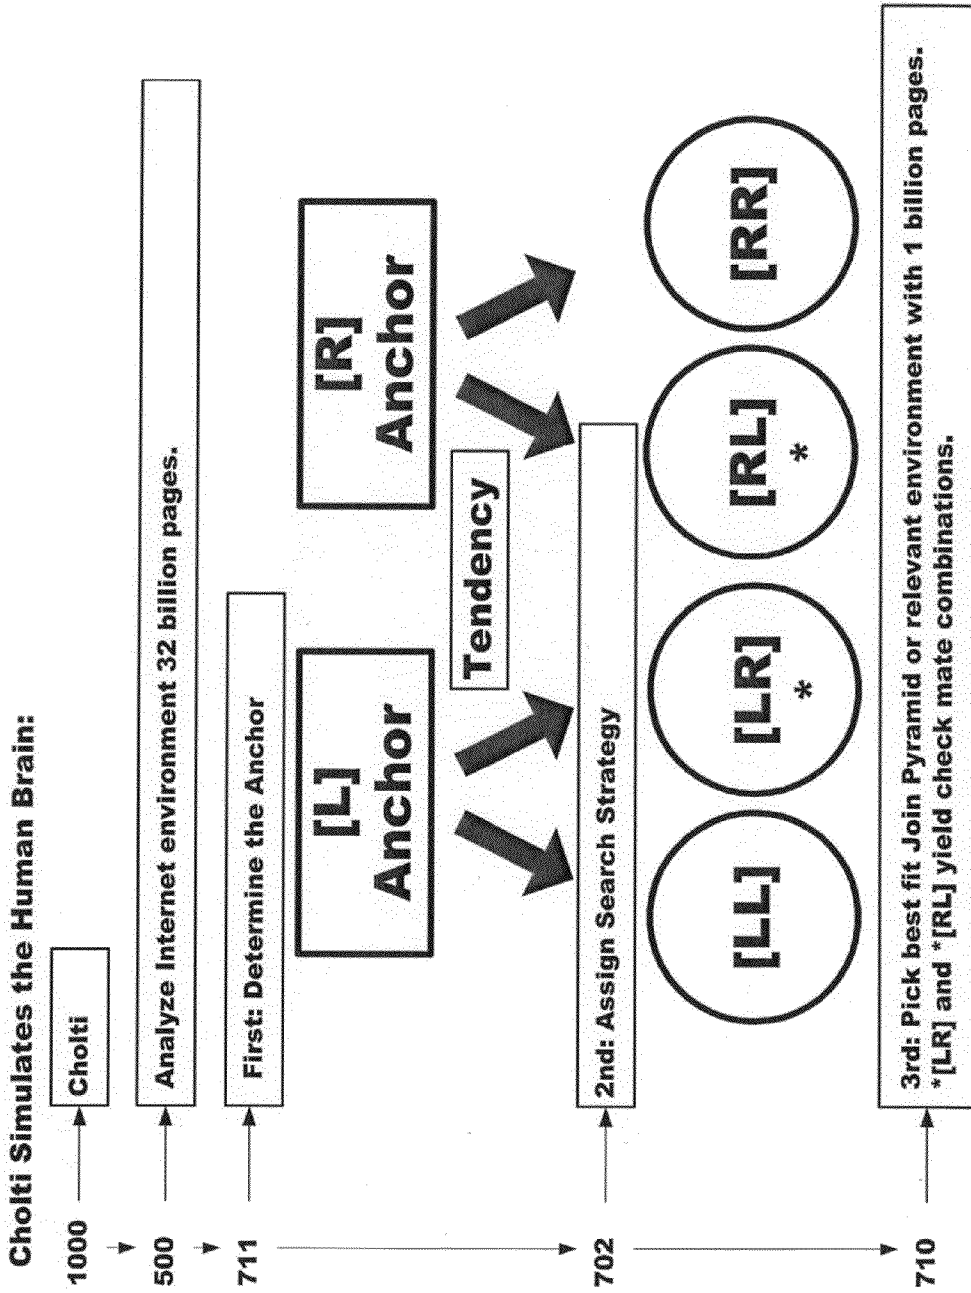 Cholti Simulates the Human Brain:
1000
Cholti
500
Analyze Internet environment 32 billion pages.
711
First: Determine the Anchor
[L]
Anchor
[R]
Anchor
Tendency
702
2nd: Assign Search Strategy
[LL]
[LR]
*
[RL]
*
[RR]
710
3rd: Pick best fit Join Pyramid or relevant environment with 1 billion pages.
*[LR] and *[RL] yield check mate combinations.